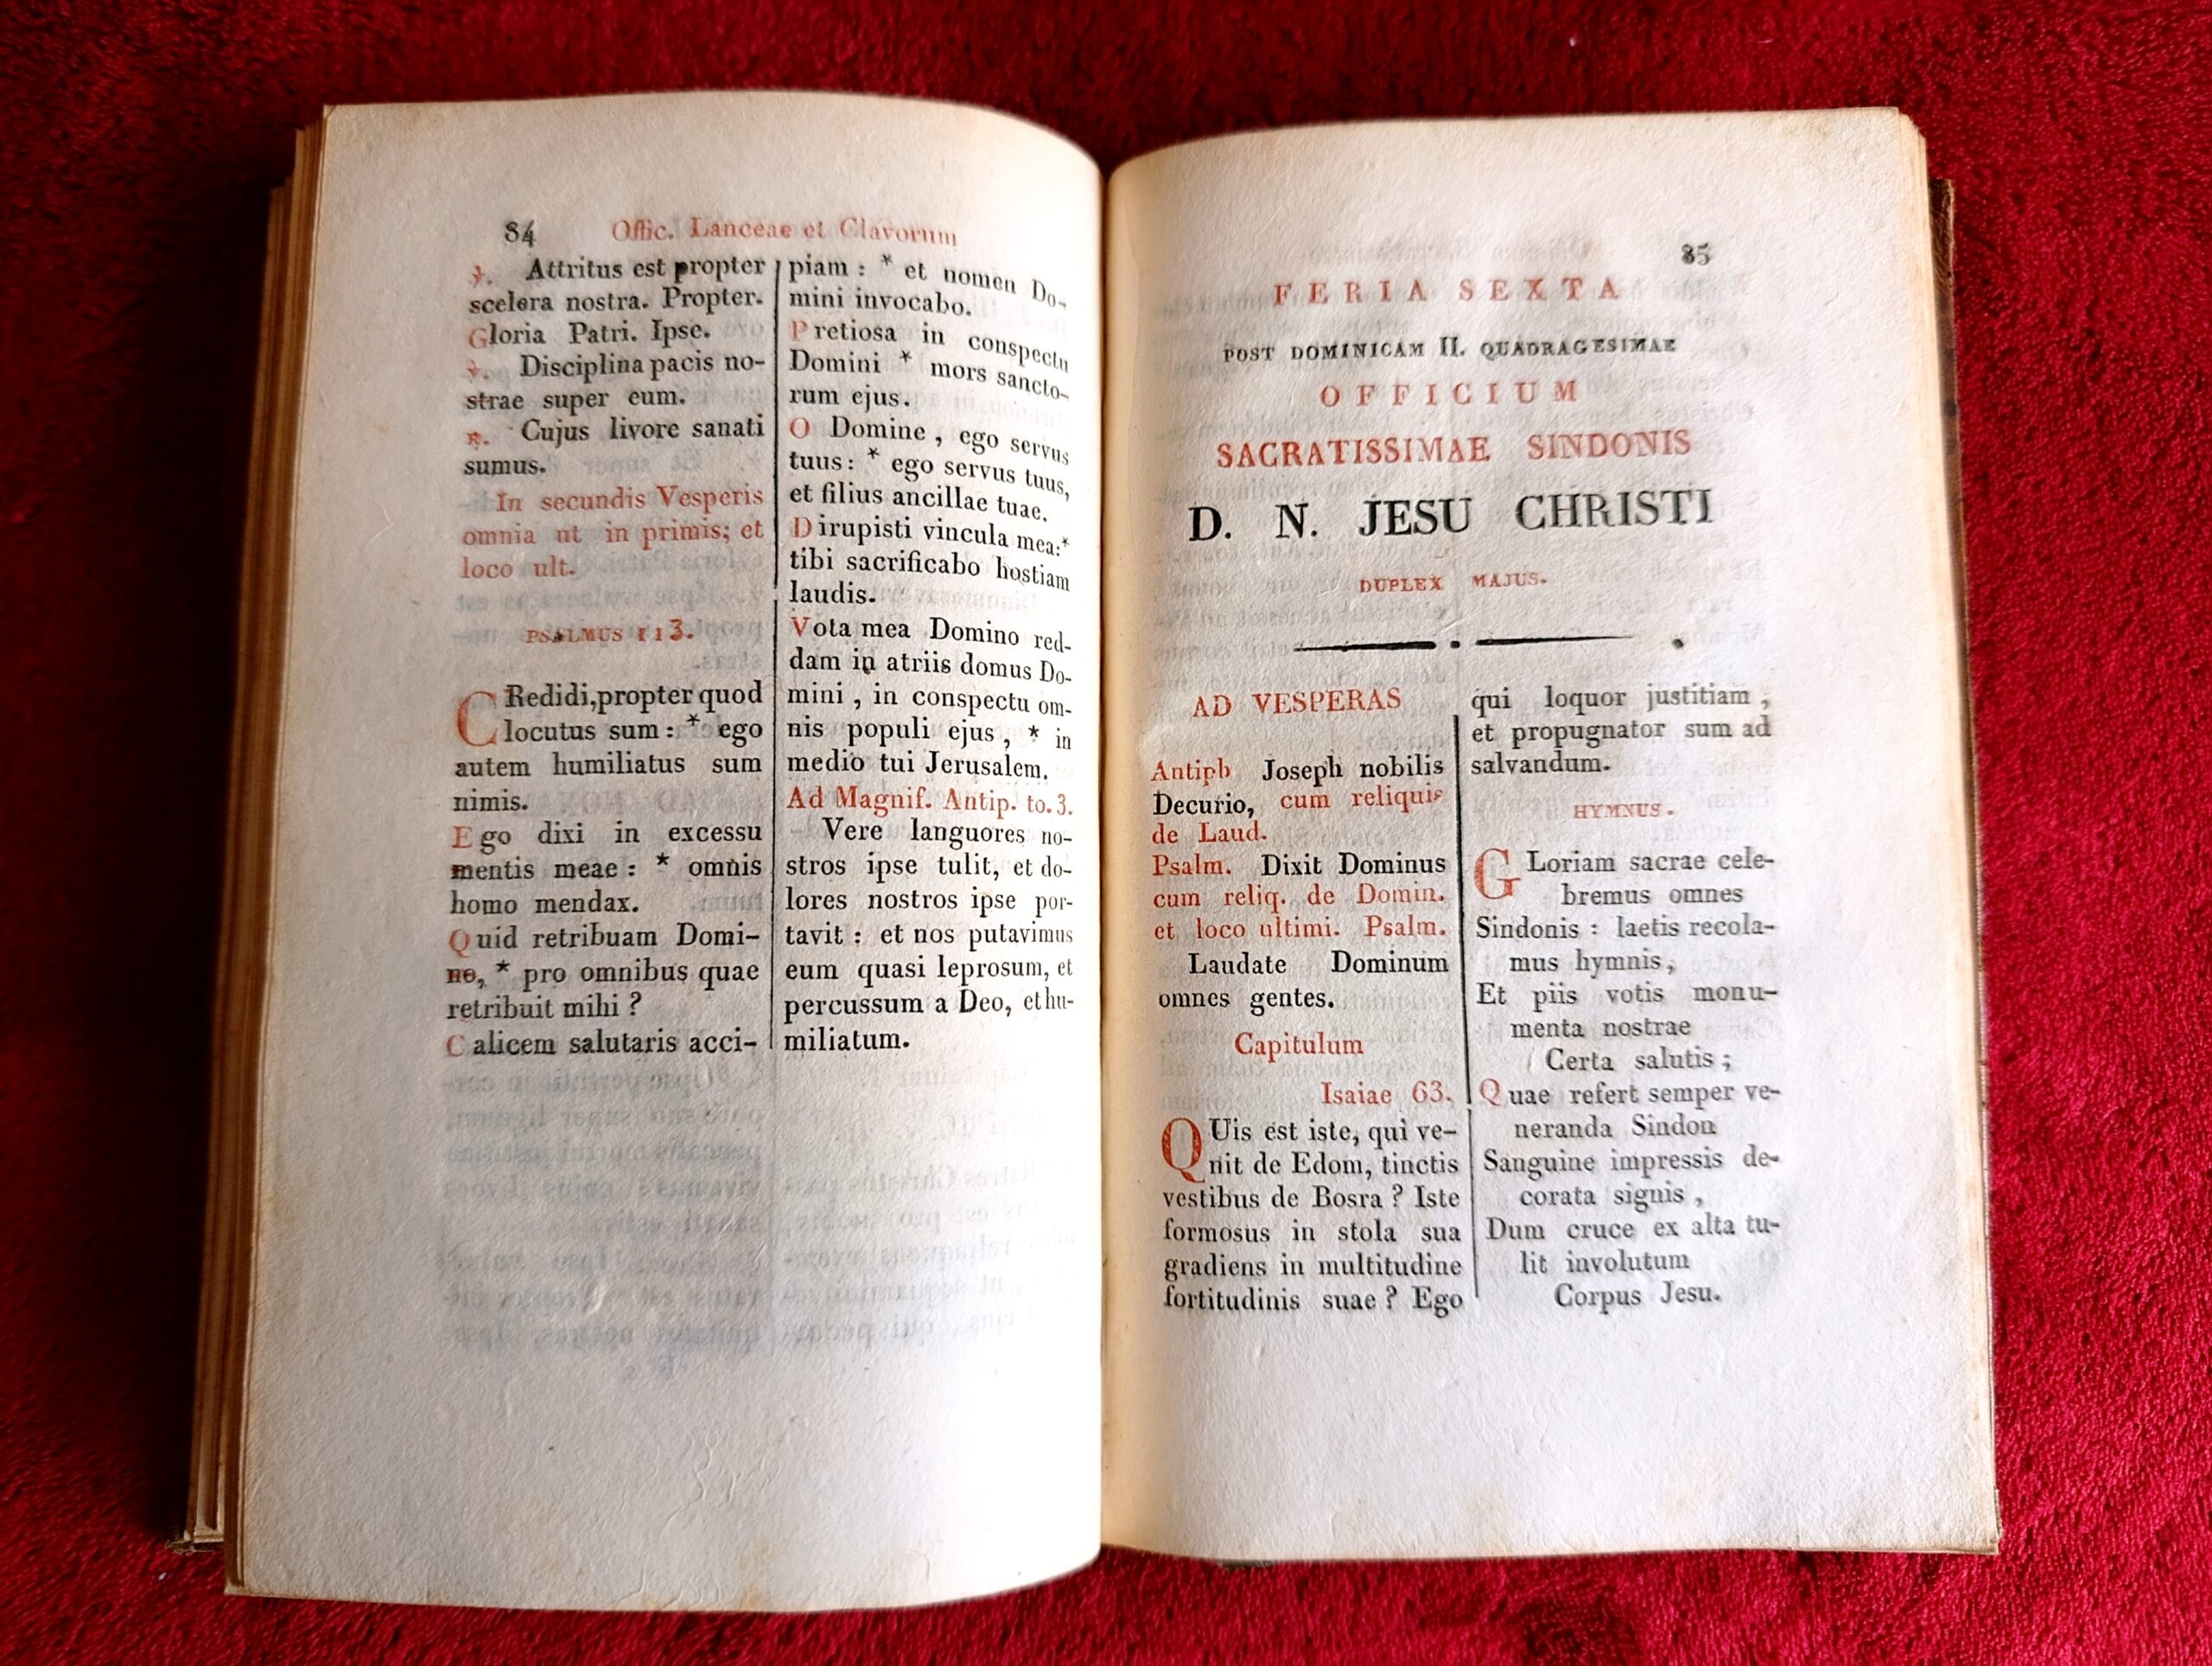 84 Offic. Lanceae et Clavorum
℣. Attritus est propter
scelera nostra. Propter.
Gloria Patri. Ipse.
℣. Disciplina pacis no-
strae super eum.
℟. Cujus livore sanati
sumus.
In secundis Vesperis
omnia ut in primis; et
loco ult.
PSALMUS 113.
CRedidi, propter quod
locutus sum: * ego
autem humiliatus sum
nimis.
Ego dixi in excessu
mentis meae: * omnis
homo mendax.
Quid retribuam Domi-
no, * pro omnibus quae
retribuit mihi?
Calicem salutaris acci-
piam: * et nomen Do-
mini invocabo.
Pretiosa in conspectu
Domini * mors sancto-
rum ejus.
O Domine, ego servus
tuus: * ego servus tuus,
et filius ancillae tuae.
Dirupisti vincula mea:*
tibi sacrificabo hostiam
laudis.
Vota mea Domino red-
dam in atriis domus Do-
mini, in conspectu om-
nis populi ejus, * in
medio tui Jerusalem.
Ad Magnif. Antip. to. 3.
Vere languores no-
stros ipse tulit, et do-
lores nostros ipse por-
tavit: et nos putavimus
eum quasi leprosum, et
percussum a Deo, et hu-
miliatum.
85
FERIA SEXTA
POST DOMINICAM II. QUADRAGESIMAE
OFFICIUM
SACRATISSIMAE SINDONIS
D. N. JESU CHRISTI
DUPLEX MAJUS.
AD VESPERAS
Antiph Joseph nobilis
Decurio, cum reliquis
de Laud.
Psalm. Dixit Dominus
cum reliq. de Domin.
et loco ultimi. Psalm.
Laudate Dominum
omnes gentes.
Capitulum
Isaiae 63.
QUis est iste, qui ve-
nit de Edom, tinctis
vestibus de Bosra? Iste
formosus in stola sua
gradiens in multitudine
fortitudinis suae? Ego
qui loquor justitiam,
et propugnator sum ad
salvandum.
HYMNUS.
GLoriam sacrae cele-
bremus omnes
Sindonis: laetis recola-
mus hymnis,
Et piis votis monu-
menta nostrae
Certa salutis;
Quae refert semper ve-
neranda Sindon
Sanguine impressis de-
corata signis,
Dum cruce ex alta tu-
lit involutum
Corpus Jesu.